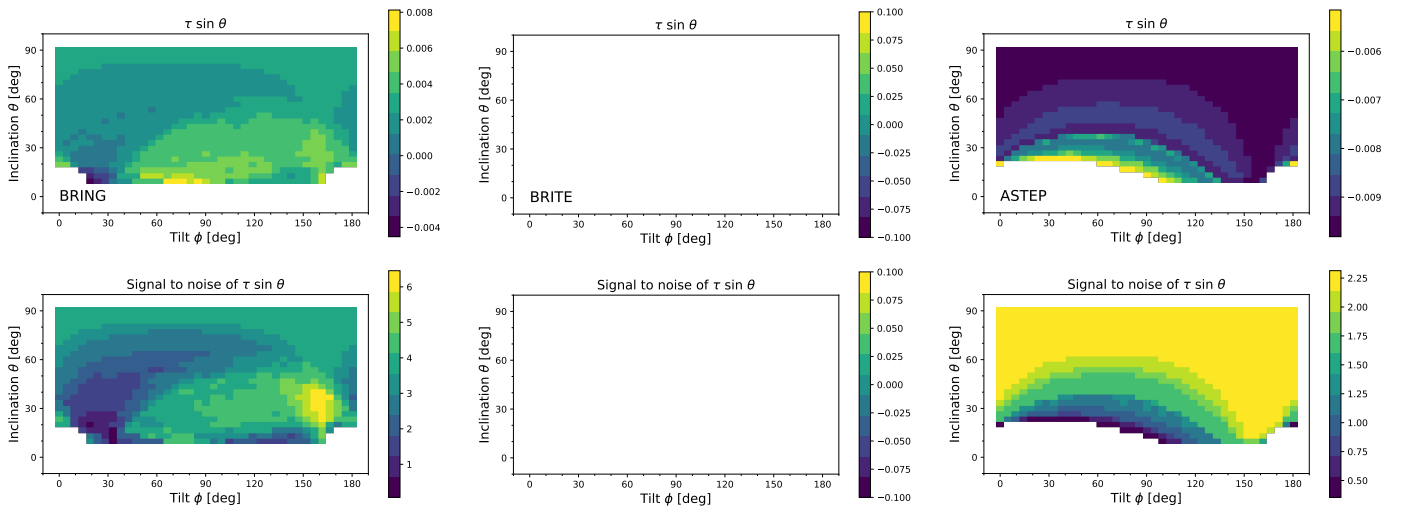 τ sin θ
90
60
30
0
Inclination θ [deg]
BRING
0 30 60 90 120 150 180
Tilt ϕ [deg]
0.008
0.006
0.004
0.002
0.000
−0.002
−0.004
τ sin θ
90
60
30
0
Inclination θ [deg]
BRITE
0 30 60 90 120 150 180
Tilt ϕ [deg]
0.100
0.075
0.050
0.025
0.000
−0.025
−0.050
−0.075
−0.100
τ sin θ
90
60
30
0
Inclination θ [deg]
ASTEP
0 30 60 90 120 150 180
Tilt ϕ [deg]
−0.006
−0.007
−0.008
−0.009
Signal to noise of τ sin θ
90
60
30
0
Inclination θ [deg]
0 30 60 90 120 150 180
Tilt ϕ [deg]
6
5
4
3
2
1
Signal to noise of τ sin θ
90
60
30
0
Inclination θ [deg]
0 30 60 90 120 150 180
Tilt ϕ [deg]
0.100
0.075
0.050
0.025
0.000
−0.025
−0.050
−0.075
−0.100
Signal to noise of τ sin θ
90
60
30
0
Inclination θ [deg]
0 30 60 90 120 150 180
Tilt ϕ [deg]
2.25
2.00
1.75
1.50
1.25
1.00
0.75
0.50